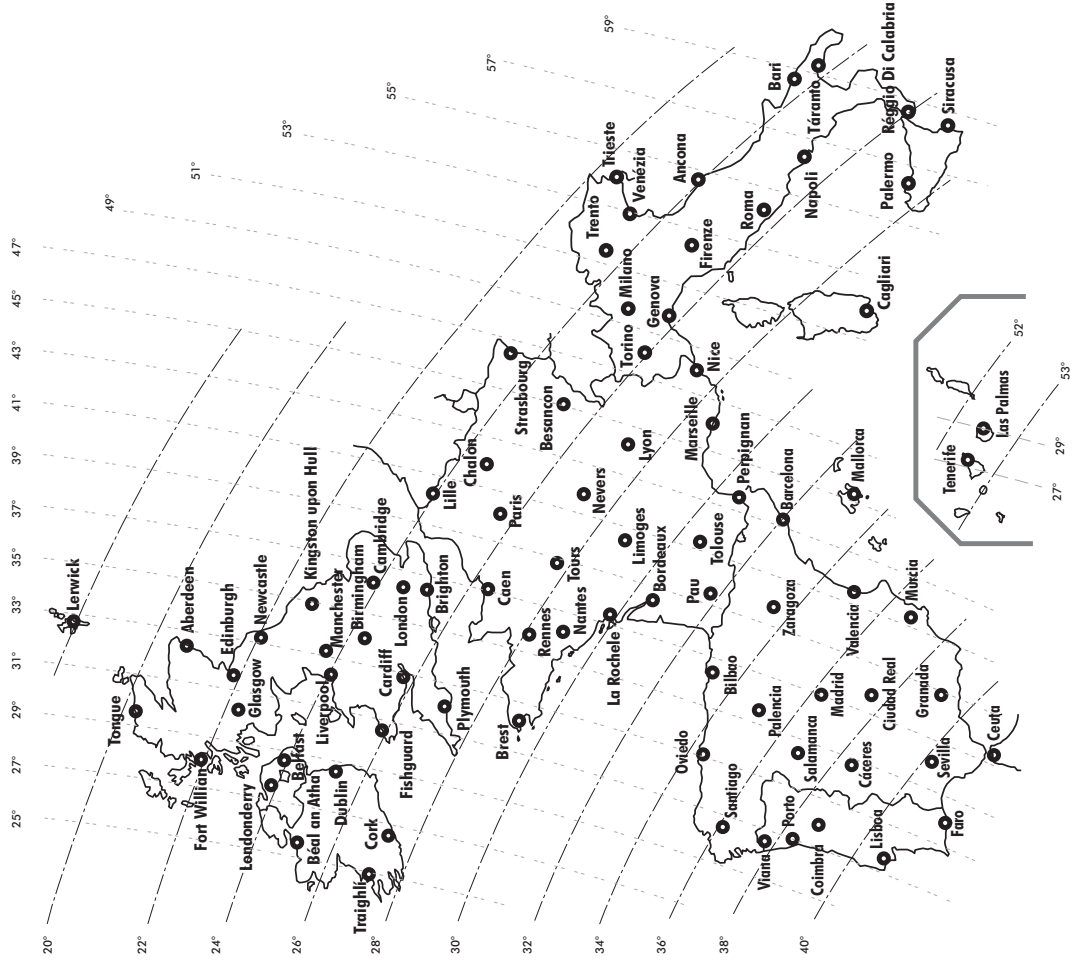 59°
57°
55°
53°
51°
49°
47°
45°
43°
41°
39°
37°
35°
33°
31°
29°
27°
25°
20°
22°
24°
26°
28°
30°
32°
34°
36°
38°
40°
Lerwick
Tongue
Aberdeen
Edinburgh
Newcastle
Fort Willian
Glasgow
Kingston upon Hull
Londonderry
Belfast
Liverpool
Manchester
Birmingham
Cambridge
Béal an Atha
Dublin
Cardiff
London
Brighton
Cork
Traighlí
Fishguard
Plymouth
Lille
Chalon
Strasbourg
Besancon
Caen
Paris
Brest
Rennes
Tours
Nantes
Nevers
Lyon
La Rochele
Limoges
Bordeaux
Marseille
Nice
Pau
Tolouse
Perpignan
Trieste
Venézia
Trento
Milano
Torino
Genova
Ancona
Firenze
Roma
Bari
Táranto
Napoli
Reggio Di Calabria
Palermo
Siracusa
Cagliari
Oviedo
Santiago
Bilbao
Palencia
Zaragoza
Barcelona
Mallorca
Viana
Porto
Coimbra
Salamanca
Madrid
Valencia
Cáceres
Ciudad Real
Murcia
Lisboa
Sevilla
Granada
Faro
Ceuta
Tenerife
Las Palmas
52°
53°
29°
27°